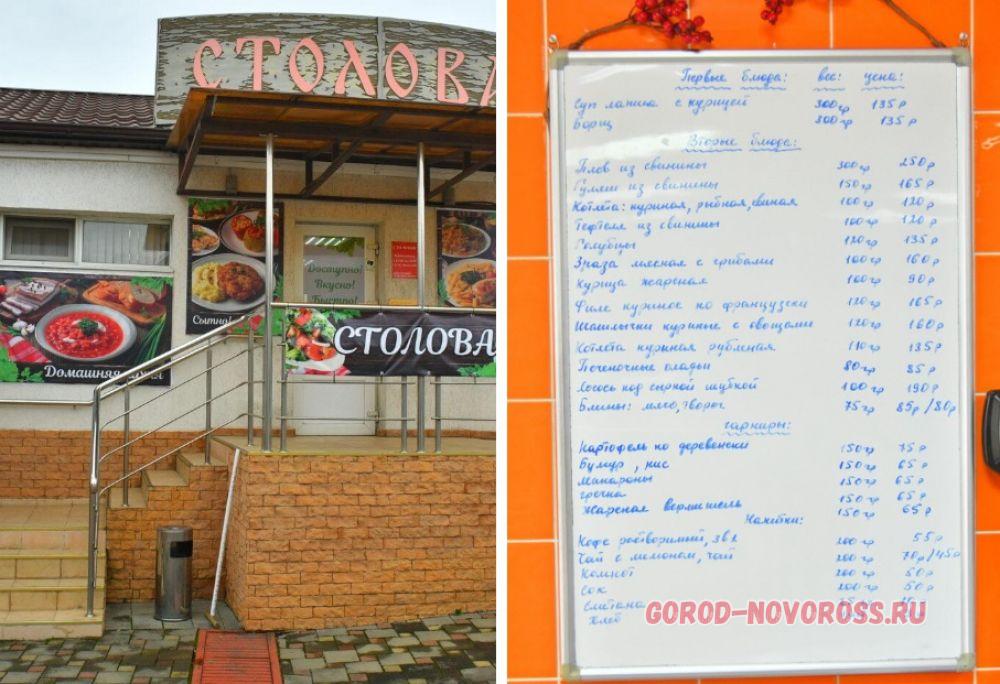 СТОЛОВА
Доступно!
Вкусно!
Быстро!
Сытно!
СТОЛОВА
Домашняя
Первые блюда: вес: цена:
Суп лапша с курицей 300гр 135р
Борщ 300гр 135р
Вторые блюда:
Плов из свинины 300гр 250р
Гуляш из свинины 150гр 165р
Котлета: куриная, рыбная, свиная 100гр 120р
Тефтеля из свинины 100гр 120р
Голубцы 120гр 135р
Зраза мясная с грибами 100гр 160р
Курица жареная 100гр 90р
Филе куриное по французски 120гр 165р
Шашлычки куриные с овощами 120гр 160р
Котлета куриная рубленая 110гр 135р
Печеночные оладьи 80гр 85р
Лосось под сырной шубкой 100гр 190р
Блины: мясо, творог 75гр 85р/80р
гарниры:
Картофель по деревенски 150гр 75р
Булгур, рис 150гр 65р
Макароны 150гр 65р
гречка 150гр 65р
Жареная вермишель 150гр 65р
Напитки:
Кофе растворимый, 3в1 200гр 55р
Чай с лимоном, чай 200гр 70р/45р
Компот 200гр 50р
Сок 200гр 50р
Сметана
Хлеб
GOROD-NOVOROSS.RU